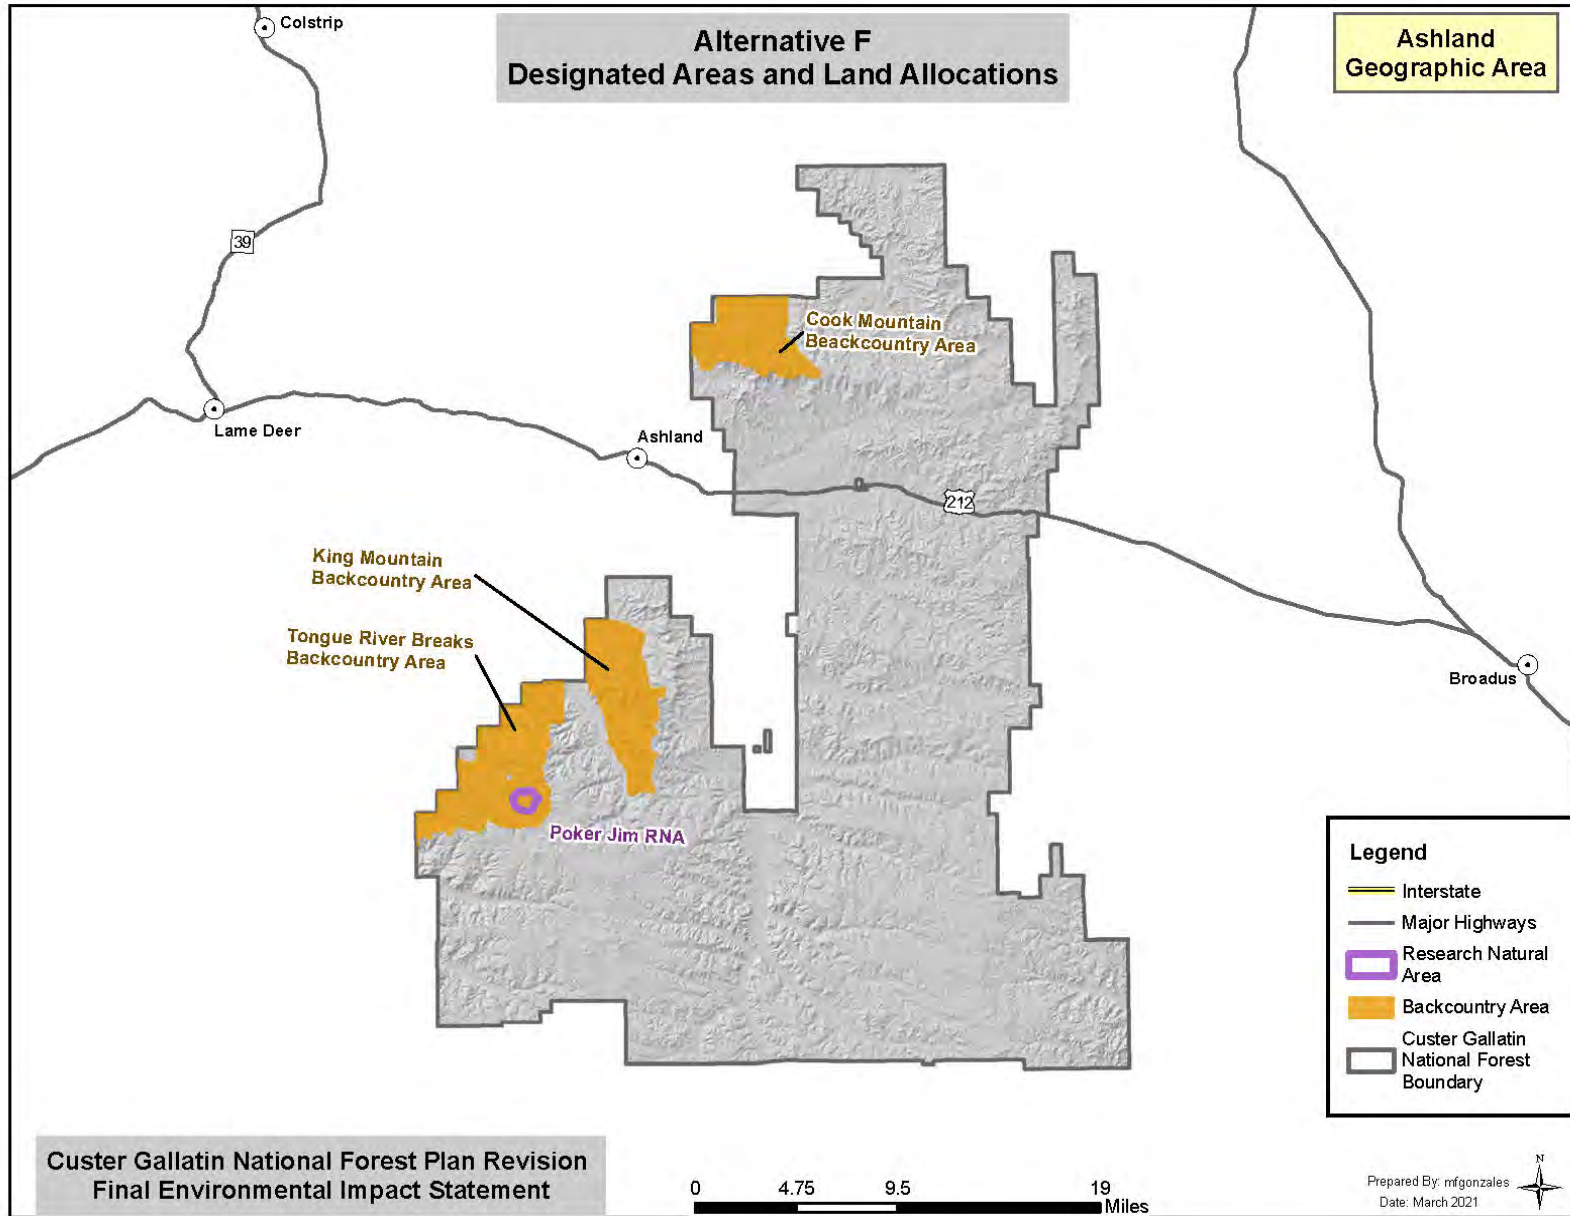 Colstrip
Alternative F
Designated Areas and Land Allocations
Ashland
Geographic Area
39
Cook Mountain
Beackcountry Area
Lame Deer
Ashland
212
King Mountain
Backcountry Area
Tongue River Breaks
Backcountry Area
Broadus
Poker Jim RNA
Legend
Interstate
Major Highways
Research Natural
Area
Backcountry Area
Custer Gallatin
National Forest
Boundary
Custer Gallatin National Forest Plan Revision
Final Environmental Impact Statement
0 4.75 9.5 19
Miles
N
Prepared By: mfgonzales
Date: March 2021